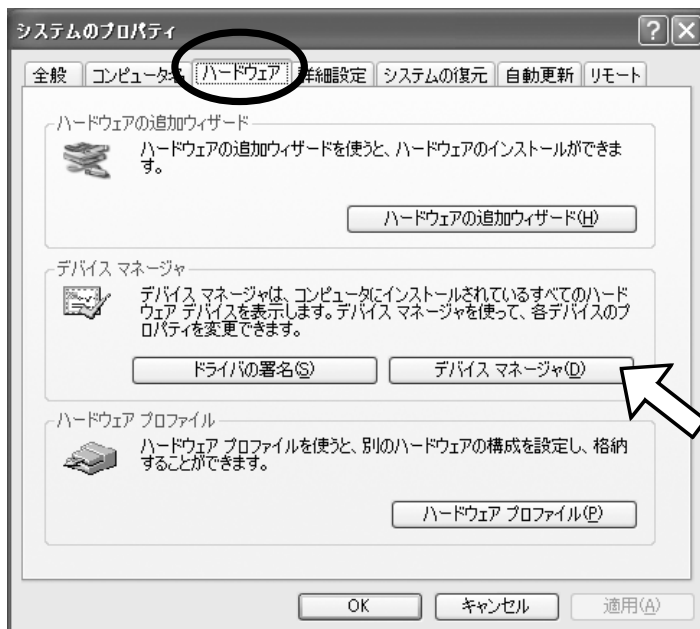 システムのプロパティ
全般 コンピュータ名 ハードウェア 詳細設定 システムの復元 自動更新 リモート
ハードウェアの追加ウィザード
ハードウェアの追加ウィザードを使うと、ハードウェアのインストールができま
す。
ハードウェアの追加ウィザード(H)
デバイス マネージャ
デバイス マネージャは、コンピュータにインストールされているすべてのハード
ウェア デバイスを表示します。デバイス マネージャを使って、各デバイスのプ
ロパティを変更できます。
ドライバの署名(S) デバイス マネージャ(D)
ハードウェア プロファイル
ハードウェア プロファイルを使うと、別のハードウェアの構成を設定し、格納
することができます。
ハードウェア プロファイル(P)
OK キャンセル 適用(A)